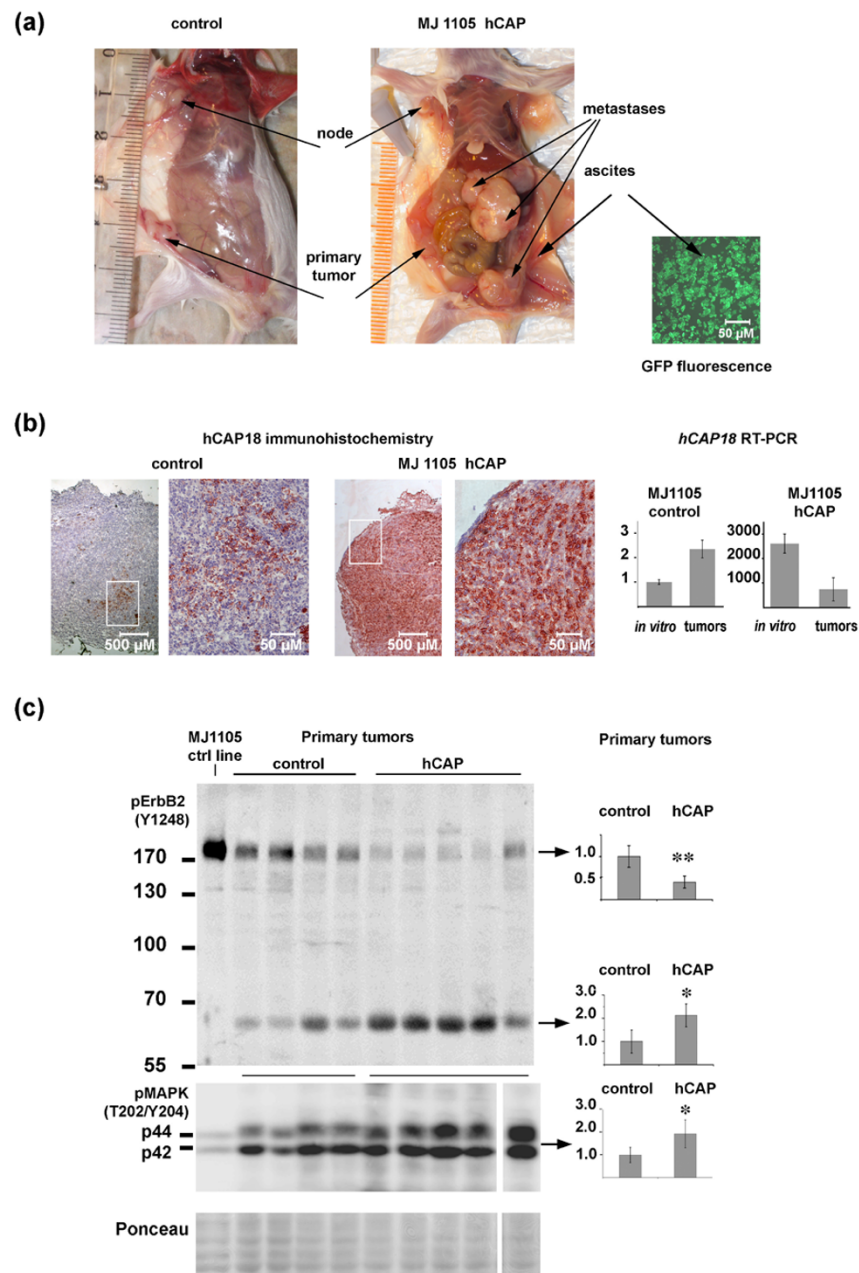 (a)
control
MJ 1105 hCAP
node
metastases
ascites
primary
tumor
50 µM
GFP fluorescence
(b)
hCAP18 immunohistochemistry
control
MJ 1105 hCAP
500 µM
50 µM
500 µM
50 µM
hCAP18 RT-PCR
MJ1105
control
3
2
1
in vitro
tumors
MJ1105
hCAP
3000
2000
1000
in vitro
tumors
(c)
MJ1105
ctrl line
Primary tumors
control
hCAP
Primary tumors
pErbB2
(Y1248)
170
130
100
70
55
control
hCAP
1.0
0.5
**
control
hCAP
3.0
2.0
1.0
*
pMAPK
(T202/Y204)
p44
p42
control
hCAP
3.0
2.0
1.0
*
Ponceau